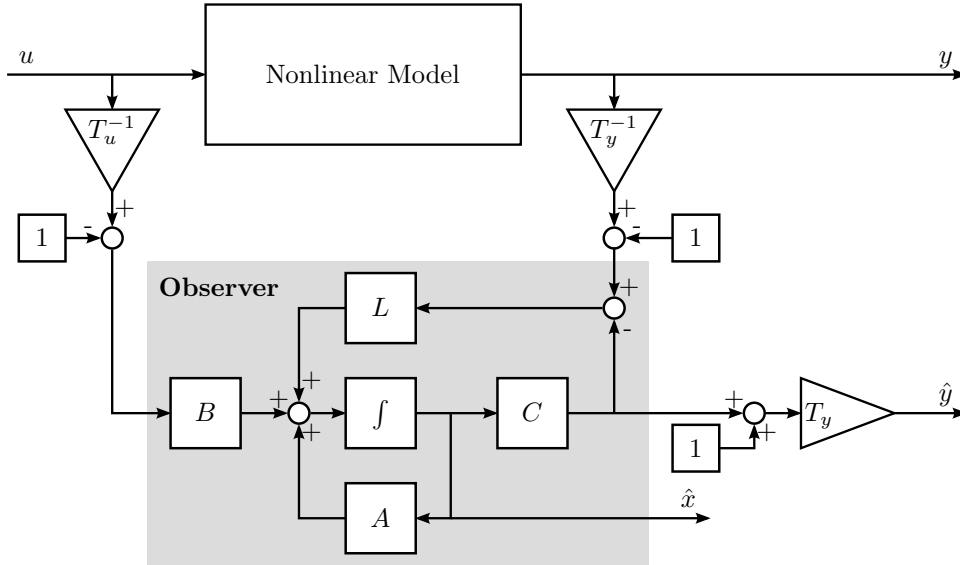 u
Nonlinear Model
y
T_u^{-1}
T_y^{-1}
+
+
1
-
-
1
Observer
L
+
-
+
+
B
+
∫
C
+
+
T_y
ŷ
1
A
x̂